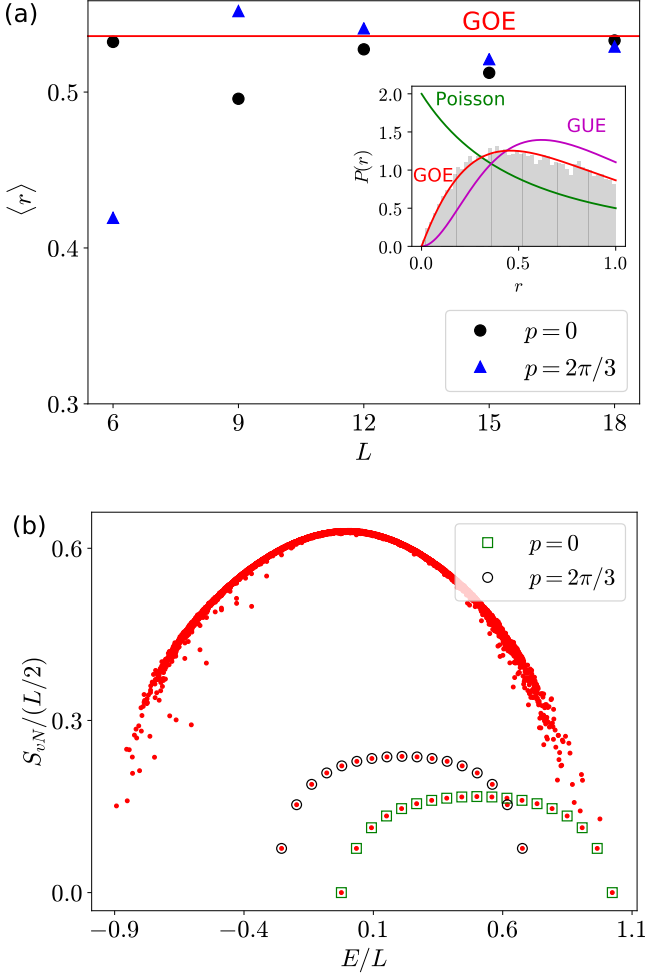 (a)
GOE
0.5
0.4
0.3
⟨r⟩
2.0
1.5
1.0
0.5
0.0
P(r)
Poisson
GUE
GOE
0.0 0.5 1.0
r
p = 0
p = 2π/3
6 9 12 15 18
L
(b)
p = 0
p = 2π/3
0.6
0.3
0.0
S_{vN}/(L/2)
−0.9 −0.4 0.1 0.6 1.1
E/L